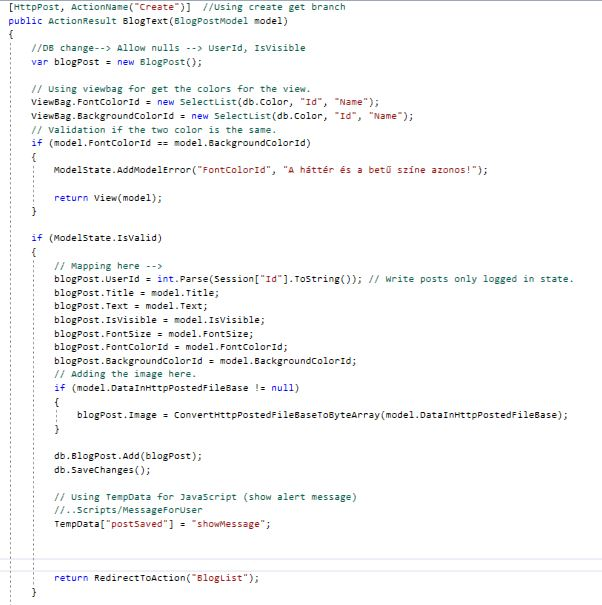 [HttpPost, ActionName("Create")]  //Using create get branch
public ActionResult BlogText(BlogPostModel model)
{
    //DB change--> Allow nulls --> UserId, IsVisible
    var blogPost = new BlogPost();

    // Using viewbag for get the colors for the view.
    ViewBag.FontColorId = new SelectList(db.Color, "Id", "Name");
    ViewBag.BackgroundColorId = new SelectList(db.Color, "Id", "Name");
    // Validation if the two color is the same.
    if (model.FontColorId == model.BackgroundColorId)
    {
        ModelState.AddModelError("FontColorId", "A háttér és a betű színe azonos!");

        return View(model);
    }

    if (ModelState.IsValid)
    {
        // Mapping here -->
        blogPost.UserId = int.Parse(Session["Id"].ToString()); // Write posts only logged in state.
        blogPost.Title = model.Title;
        blogPost.Text = model.Text;
        blogPost.IsVisible = model.IsVisible;
        blogPost.FontSize = model.FontSize;
        blogPost.FontColorId = model.FontColorId;
        blogPost.BackgroundColorId = model.BackgroundColorId;
        // Adding the image here.
        if (model.DataInHttpPostedFileBase != null)
        {
            blogPost.Image = ConvertHttpPostedFileBaseToByteArray(model.DataInHttpPostedFileBase);
        }

        db.BlogPost.Add(blogPost);
        db.SaveChanges();

        // Using TempData for JavaScript (show alert message)
        //..Scripts/MessageForUser
        TempData["postSaved"] = "showMessage";

        return RedirectToAction("BlogList");
    }